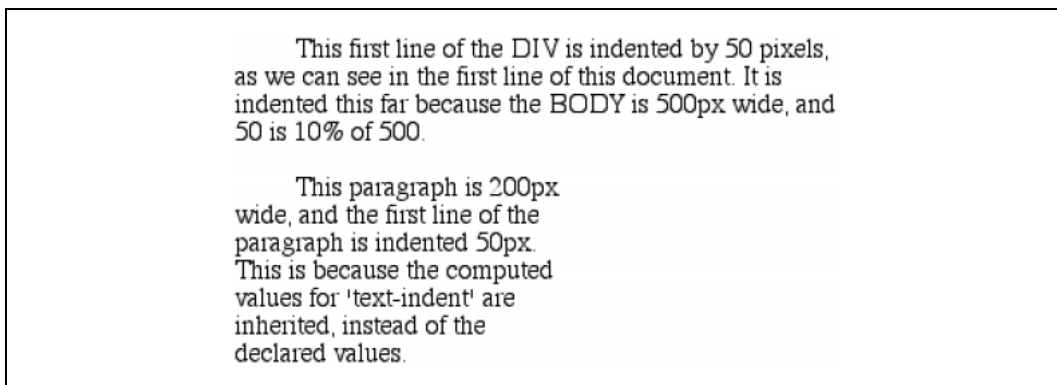 This first line of the DIV is indented by 50 pixels,
as we can see in the first line of this document. It is
indented this far because the BODY is 500px wide, and
50 is 10% of 500.
This paragraph is 200px
wide, and the first line of the
paragraph is indented 50px.
This is because the computed
values for 'text-indent' are
inherited, instead of the
declared values.